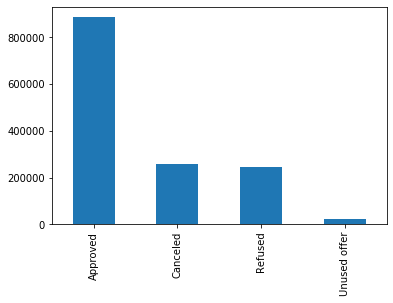 800000
600000
400000
200000
0
Approved
Canceled
Refused
Unused offer